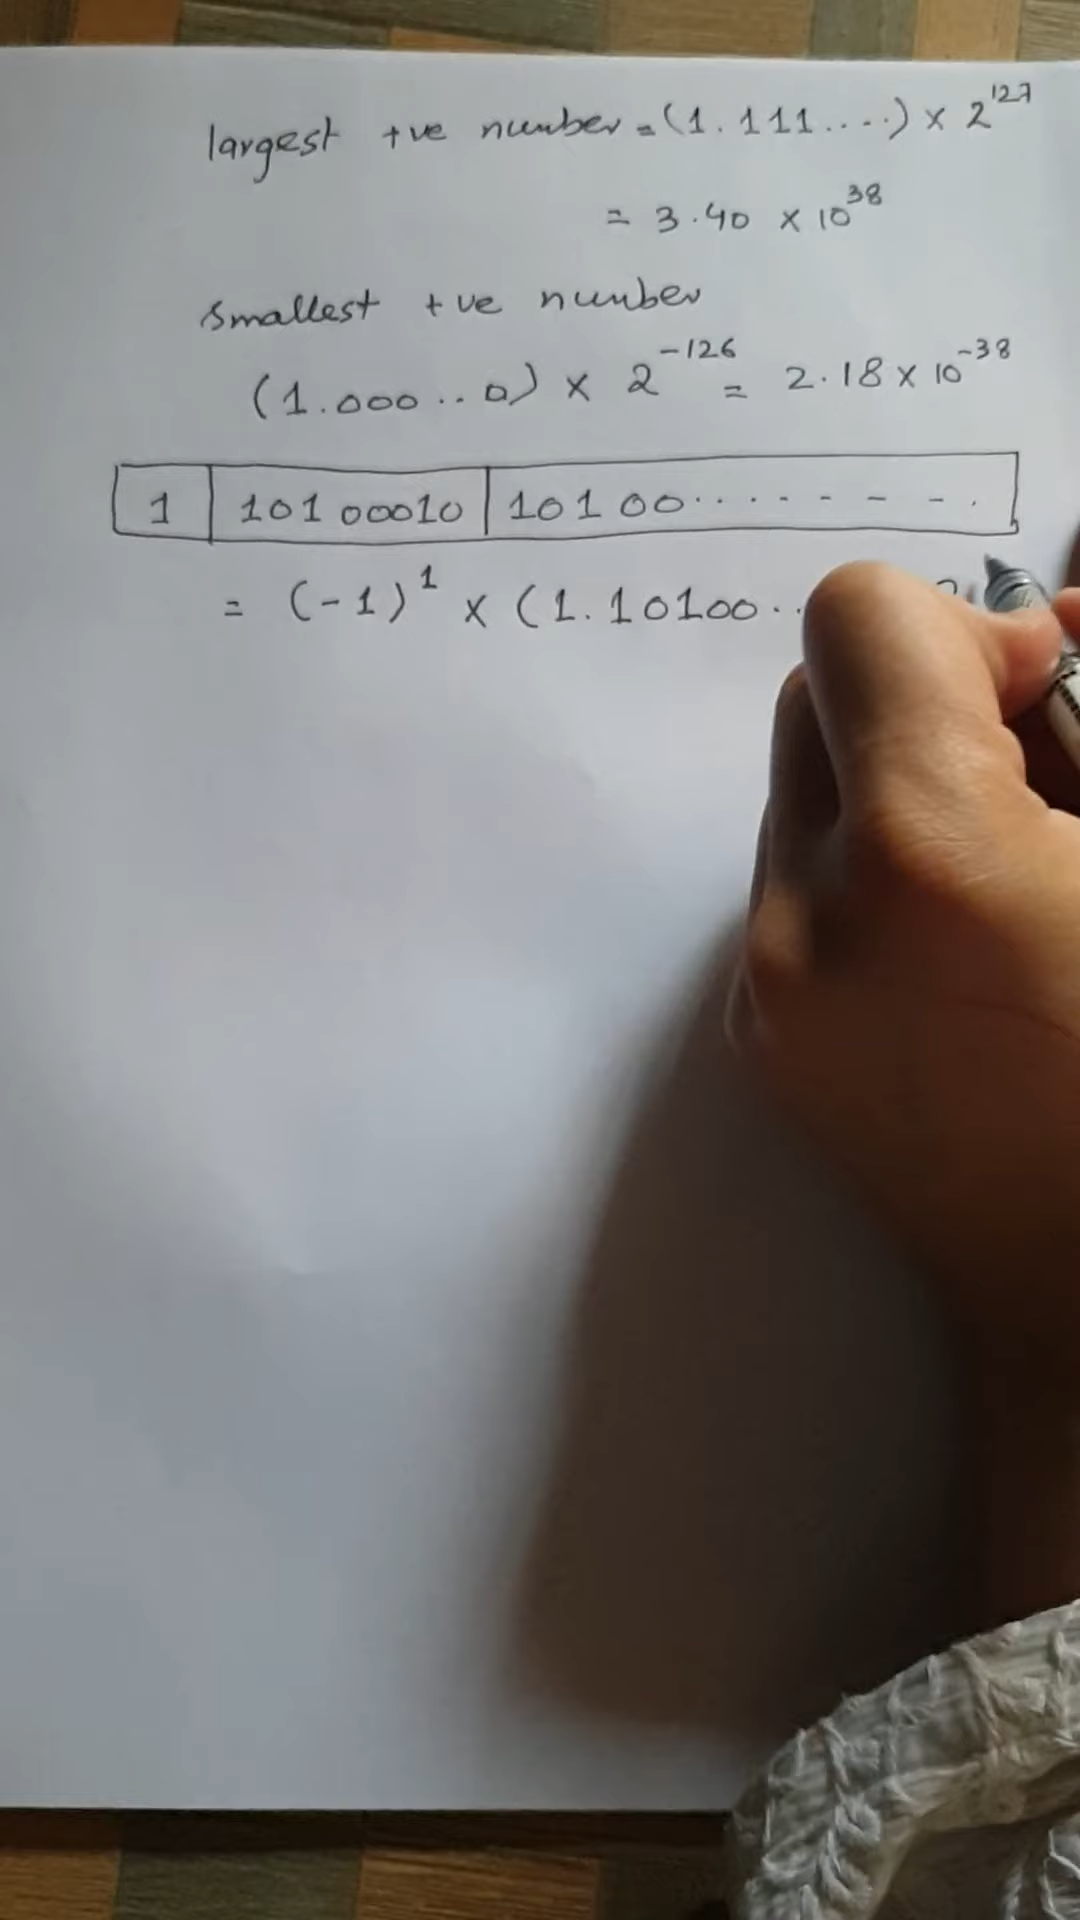 largest +ve number = (1.111....) × 2^127
= 3.40 × 10^38
smallest +ve number
(1.000..0) × 2^-126 = 2.18 × 10^-38
1 10100010 10100.........
= (-1)^1 × (1.10100..